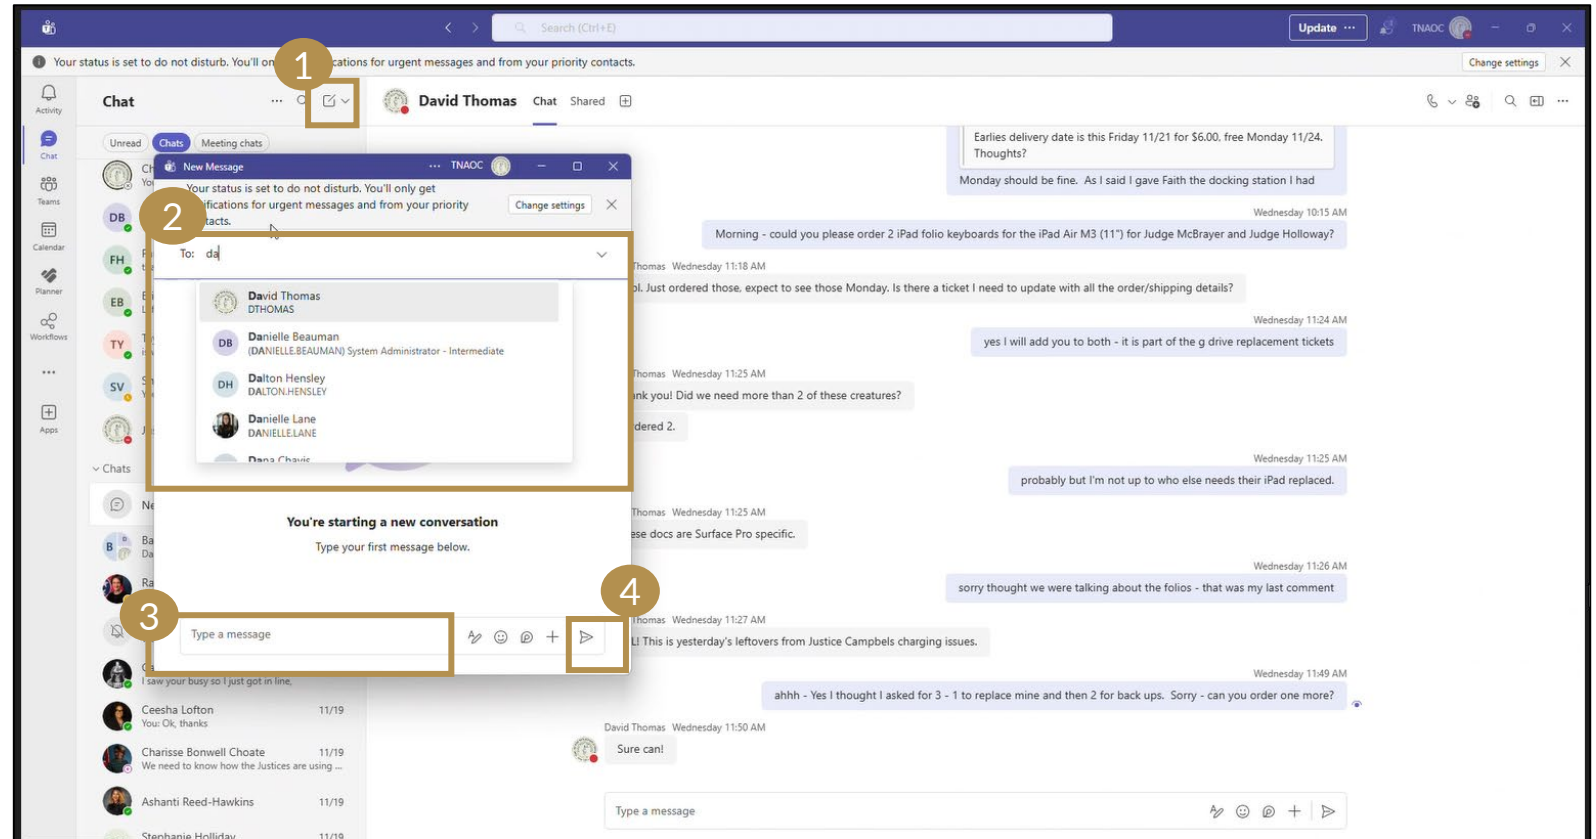 Search (Ctrl+E)
Update ···
TNAOC
Your status is set to do not disturb. You'll on
cations for urgent messages and from your priority contacts.
Change settings
1
Activity
Chat
Teams
Calendar
Planner
Workflows
Apps
Chat
Unread
Chats
Meeting chats
DB
FH
EB
TY
SV
Chats
Ne
B
Ba
Da
Ra
I saw your busy so I just got in line,
Ceesha Lofton 11/19
You: Ok, thanks
Charisse Bonwell Choate 11/19
We need to know how the Justices are using ...
Ashanti Reed-Hawkins 11/19
Stephanie Holliday 11/19
New Message
TNAOC
Your status is set to do not disturb. You'll only get
ifications for urgent messages and from your priority
tacts.
Change settings
2
To: da
David Thomas
DTHOMAS
DB
Danielle Beauman
(DANIELLE.BEAUMAN) System Administrator - Intermediate
DH
Dalton Hensley
DALTON.HENSLEY
Danielle Lane
DANIELLE.LANE
Dana Chavis
You're starting a new conversation
Type your first message below.
3
Type a message
4
David Thomas
Chat
Shared
Earlies delivery date is this Friday 11/21 for $6.00, free Monday 11/24.
Thoughts?
Monday should be fine. As I said I gave Faith the docking station I had
Wednesday 10:15 AM
Morning - could you please order 2 iPad folio keyboards for the iPad Air M3 (11") for Judge McBrayer and Judge Holloway?
Thomas Wednesday 11:18 AM
ol. Just ordered those, expect to see those Monday. Is there a ticket I need to update with all the order/shipping details?
Wednesday 11:24 AM
yes I will add you to both - it is part of the g drive replacement tickets
Thomas Wednesday 11:25 AM
ank you! Did we need more than 2 of these creatures?
dered 2.
Wednesday 11:25 AM
probably but I'm not up to who else needs their iPad replaced.
Thomas Wednesday 11:25 AM
ese docs are Surface Pro specific.
Wednesday 11:26 AM
sorry thought we were talking about the folios - that was my last comment
Thomas Wednesday 11:27 AM
L! This is yesterday's leftovers from Justice Campbels charging issues.
Wednesday 11:49 AM
ahhh - Yes I thought I asked for 3 - 1 to replace mine and then 2 for back ups. Sorry - can you order one more?
David Thomas Wednesday 11:50 AM
Sure can!
Type a message